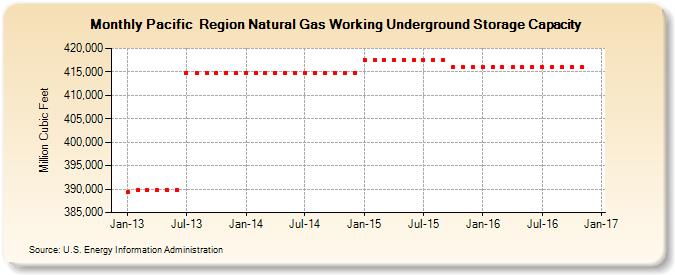 Monthly Pacific Region Natural Gas Working Underground Storage Capacity
Million Cubic Feet
420,000
415,000
410,000
405,000
400,000
395,000
390,000
385,000
Jan-13 Jul-13 Jan-14 Jul-14 Jan-15 Jul-15 Jan-16 Jul-16 Jan-17
Source: U.S. Energy Information Administration